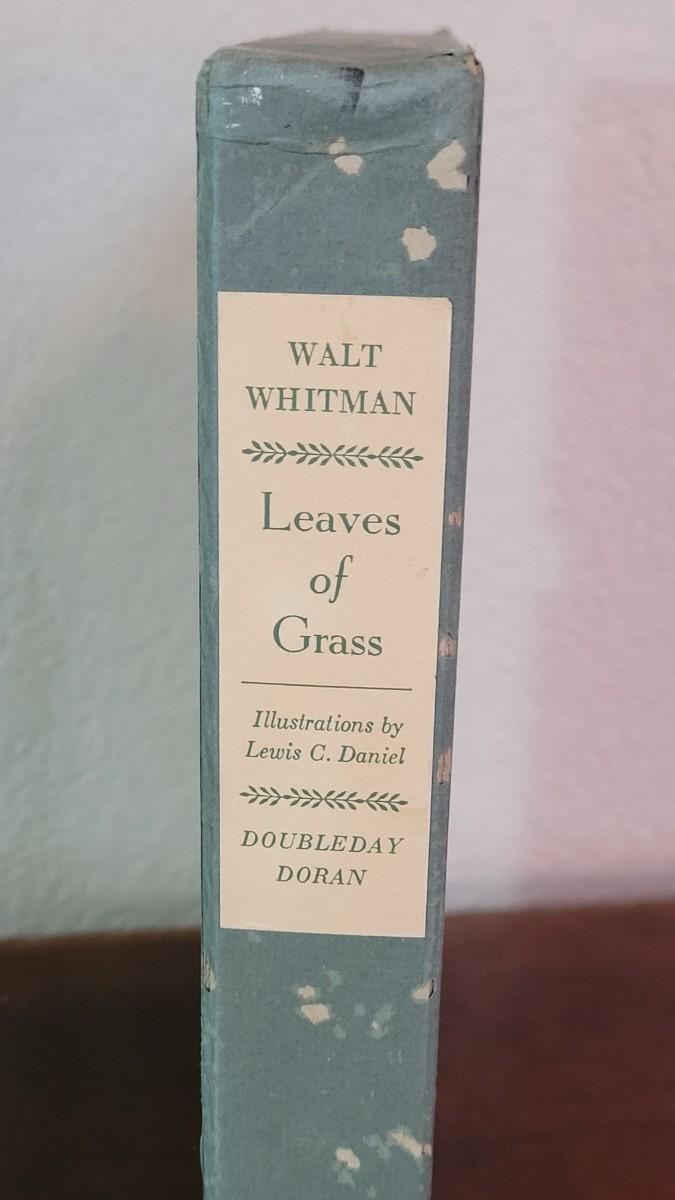 WALT
WHITMAN
Leaves
of
Grass
Illustrations by
Lewis C. Daniel
DOUBLEDAY
DORAN